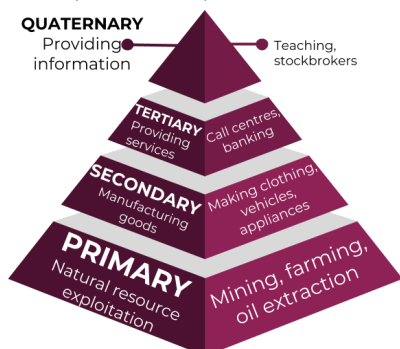 QUATERNARY
Providing
information
Teaching,
stockbrokers
TERTIARY
Providing
services
Call centres,
banking
SECONDARY
Manufacturing
goods
Making clothing,
vehicles,
appliances
PRIMARY
Natural resource
exploitation
Mining, farming,
oil extraction